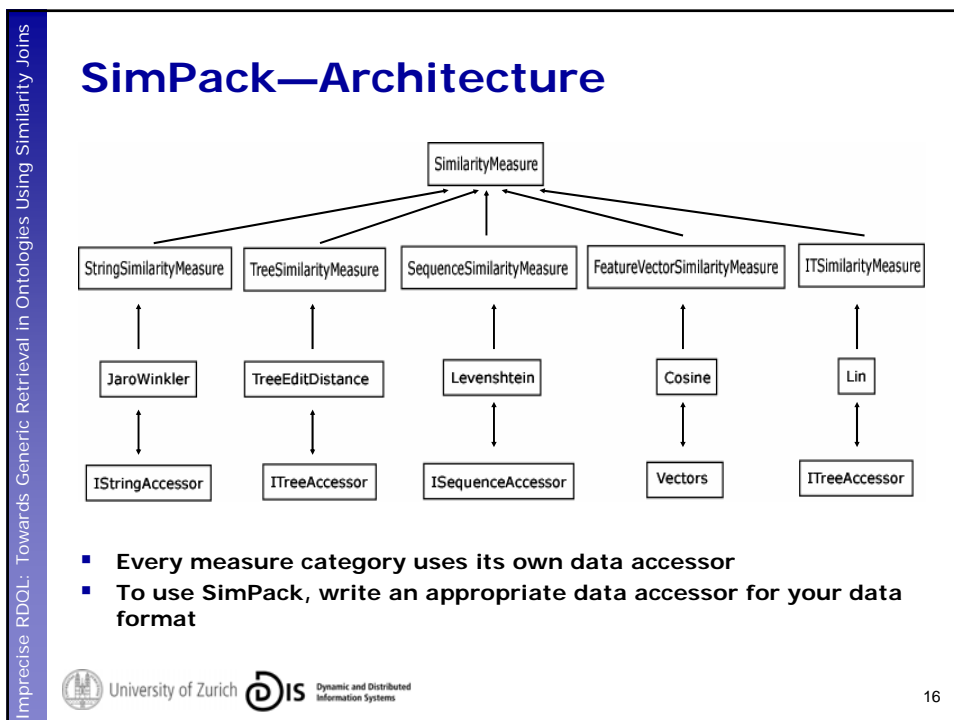 Imprecise RDQL: Towards Generic Retrieval in Ontologies Using Similarity Joins
SimPack—Architecture
SimilarityMeasure
StringSimilarityMeasure TreeSimilarityMeasure SequenceSimilarityMeasure FeatureVectorSimilarityMeasure ITSimilarityMeasure
JaroWinkler TreeEditDistance Levenshtein Cosine Lin
IStringAccessor ITreeAccessor ISequenceAccessor Vectors ITreeAccessor
Every measure category uses its own data accessor
To use SimPack, write an appropriate data accessor for your data
format
University of Zurich DIS Dynamic and Distributed
Information Systems
16